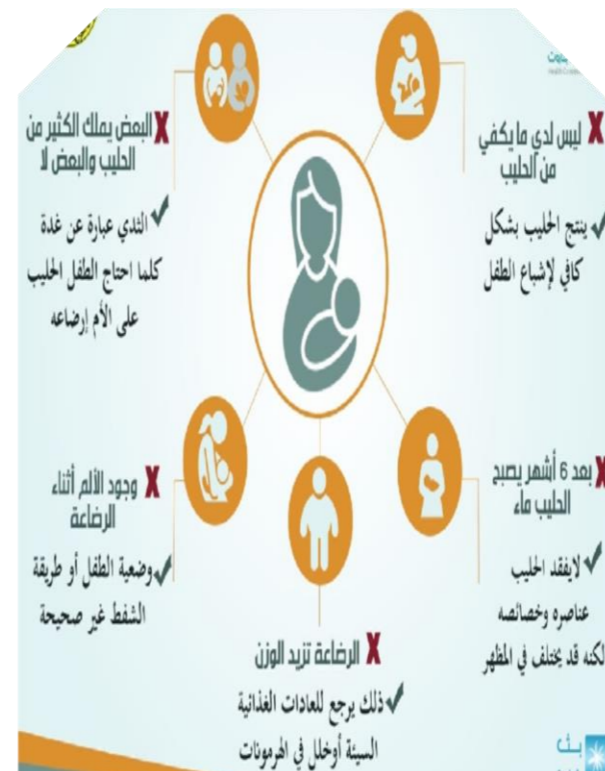 ✗ ليس لدي ما يكفي
من الحليب
✓ ينتج الحليب بشكل
كافي لإشباع الطفل
✗ البعض يملك الكثير من
الحليب والبعض لا
✓ الثدي عبارة عن غدة
كلما احتاج الطفل الحليب
على الأم إرضاعه
✗ بعد 6 أشهر يصبح
الحليب ماء
✓ لايفقد الحليب
عناصره وخصائصه
لكنه قد يختلف في المظهر
✗ وجود الألم أثناء
الرضاعة
✓ وضعية الطفل أو طريقة
الشفط غير صحيحة
✗ الرضاعة تزيد الوزن
✓ ذلك يرجع للعادات الغذائية
السيئة أوخلل في الهرمونات